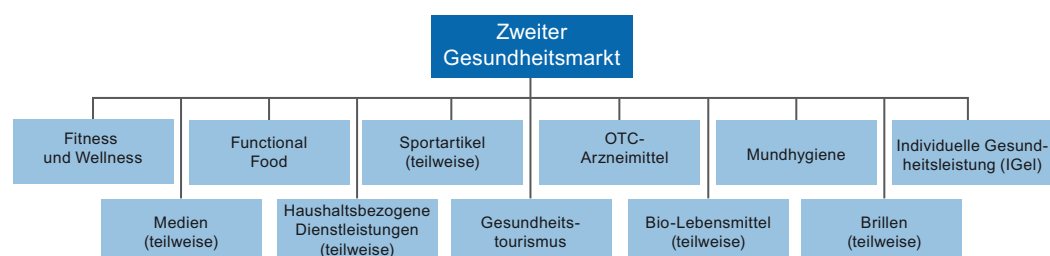 Zweiter
Gesundheitsmarkt
Fitness
und Wellness
Functional
Food
Sportartikel
(teilweise)
OTC-
Arzneimittel
Mundhygiene
Individuelle Gesund-
heitsleistung (IGel)
Medien
(teilweise)
Haushaltsbezogene
Dienstleistungen
(teilweise)
Gesundheits-
tourismus
Bio-Lebensmittel
(teilweise)
Brillen
(teilweise)